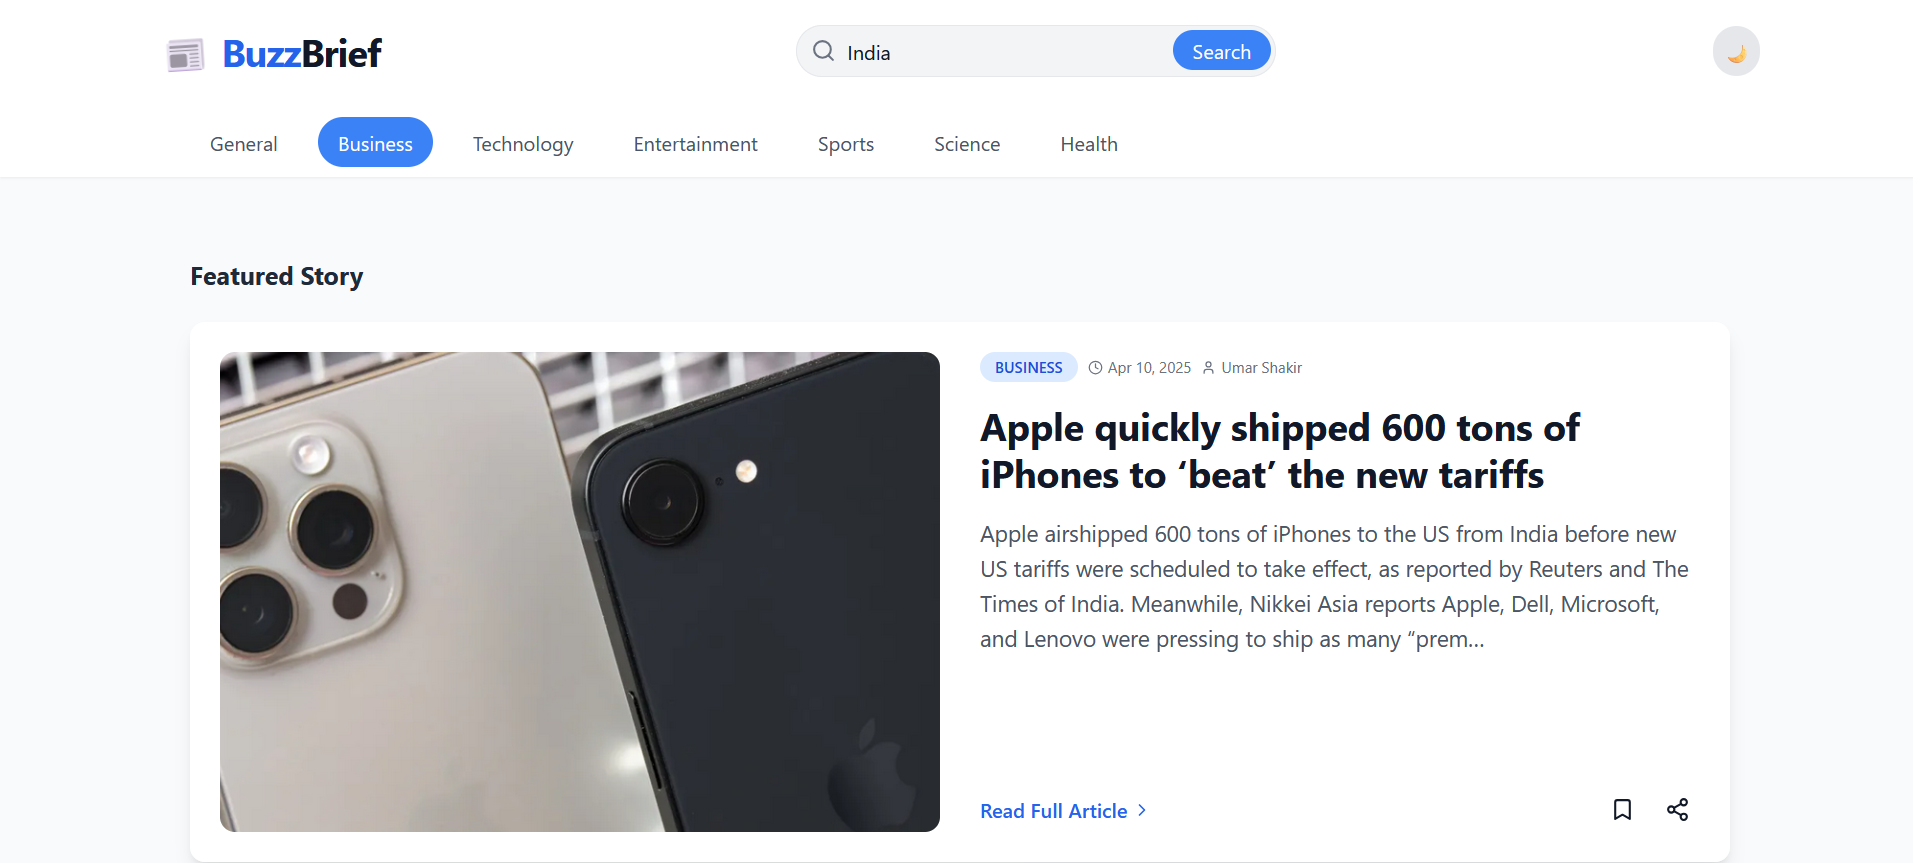 BuzzBrief
India
Search
General
Business
Technology
Entertainment
Sports
Science
Health
Featured Story
BUSINESS
Apr 10, 2025
Umar Shakir
Apple quickly shipped 600 tons of
iPhones to ‘beat’ the new tariffs
Apple airshipped 600 tons of iPhones to the US from India before new
US tariffs were scheduled to take effect, as reported by Reuters and The
Times of India. Meanwhile, Nikkei Asia reports Apple, Dell, Microsoft,
and Lenovo were pressing to ship as many “prem...
Read Full Article